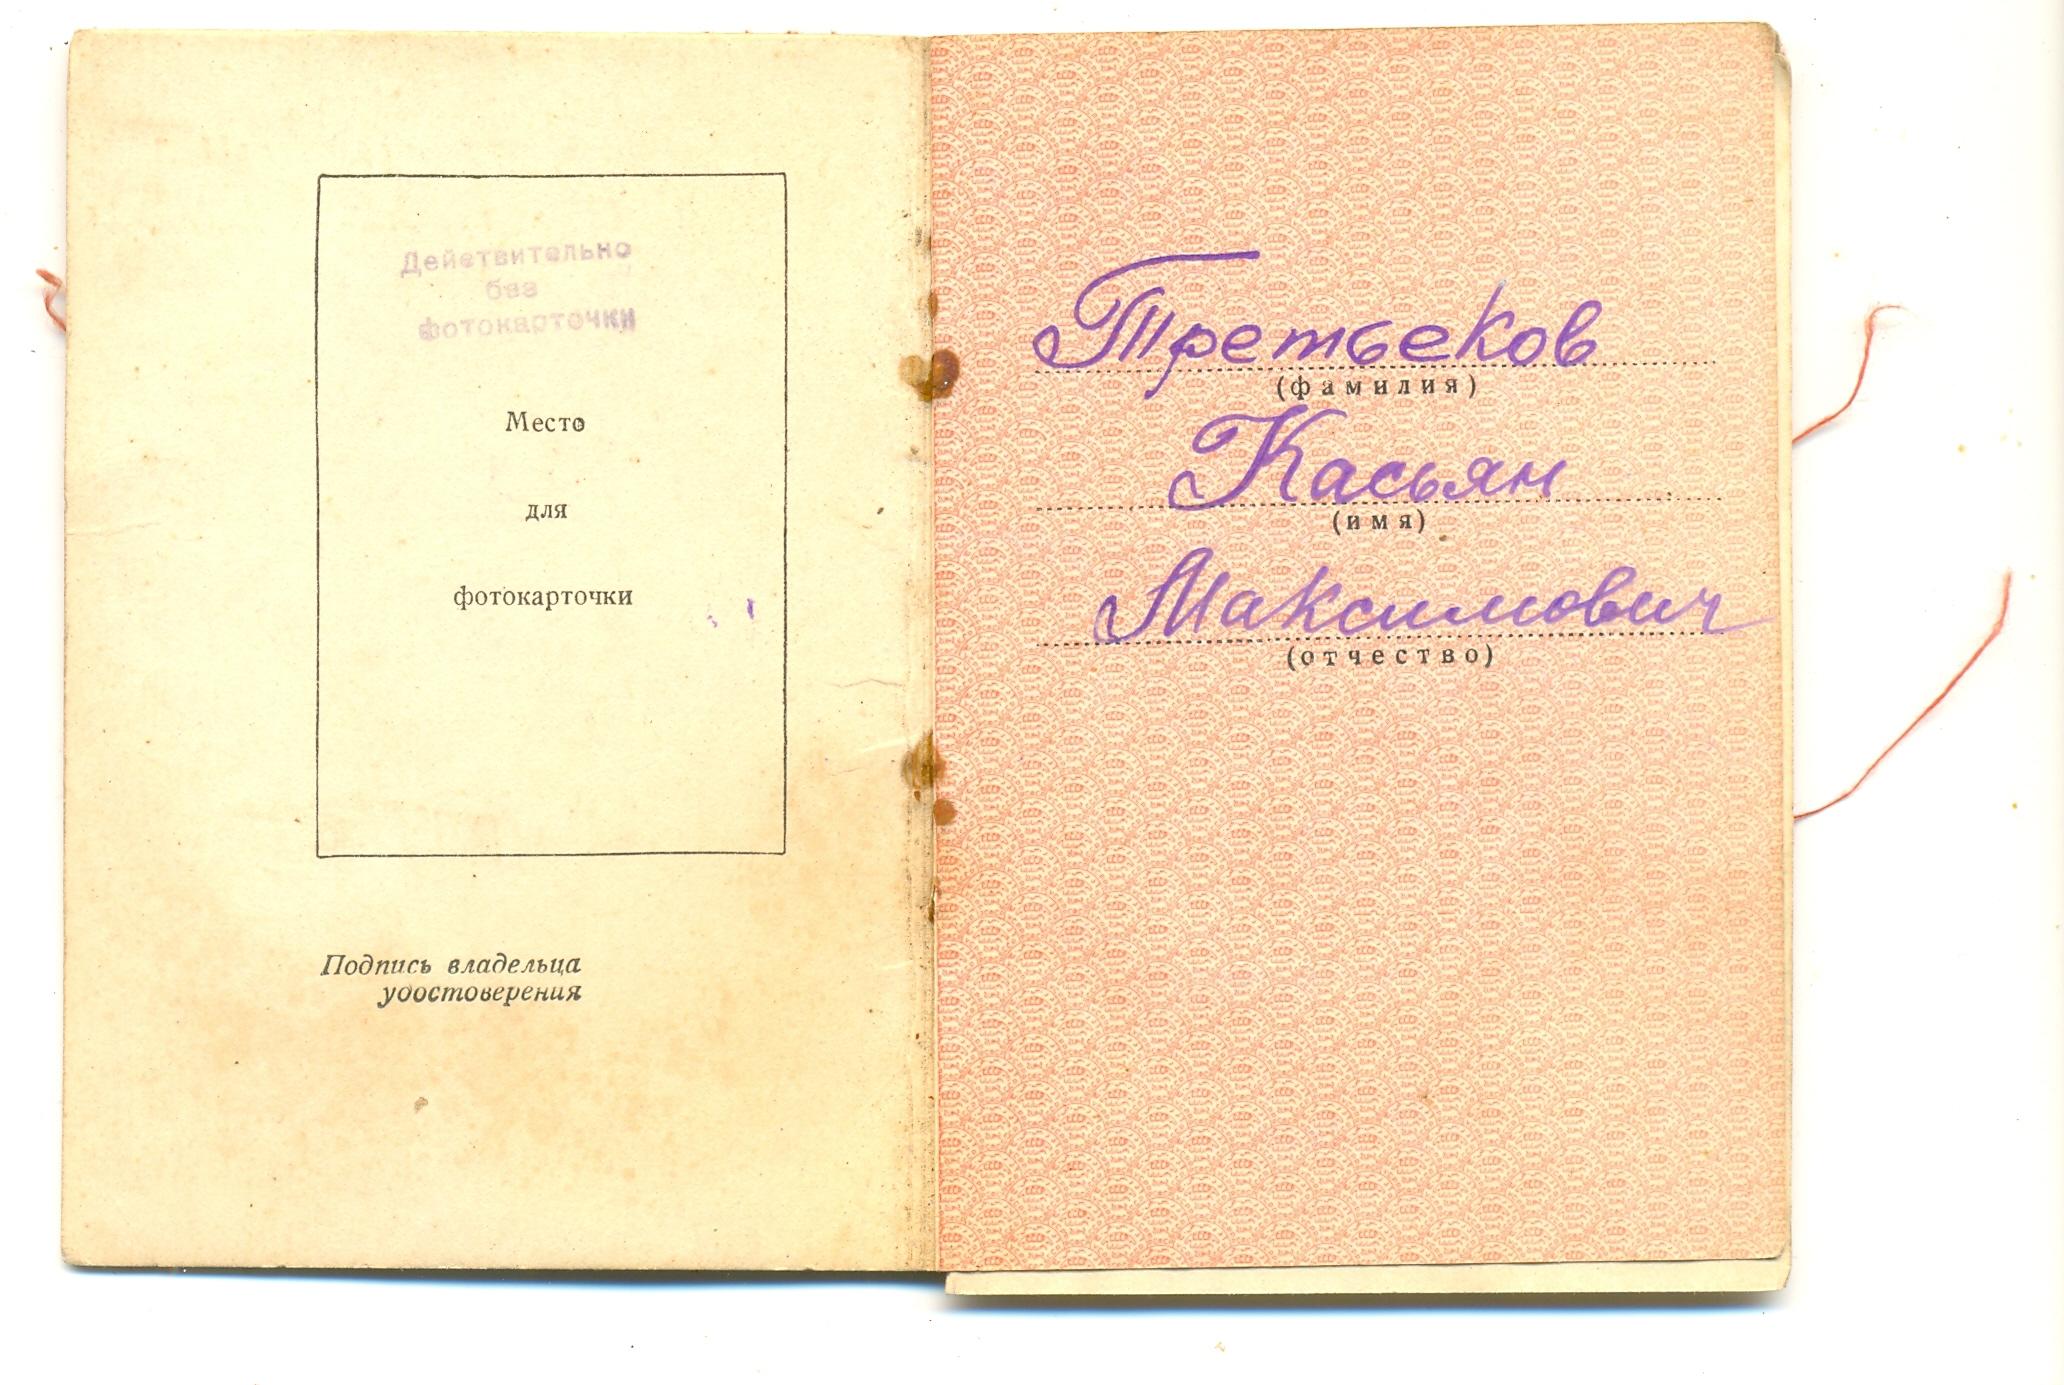 Действительно
без
фотокарточки
Место
для
фотокарточки
Подпись владельца
удостоверения
Третьеков
(фамилия)
Касьян
(имя)
Максимович
(отчество)